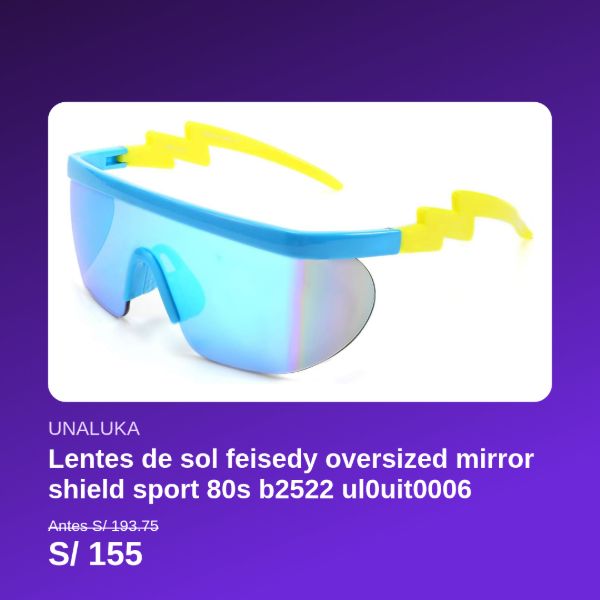 UNALUKA
Lentes de sol feisedy oversized mirror
shield sport 80s b2522 ul0uit0006
Antes S/ 193.75
S/ 155